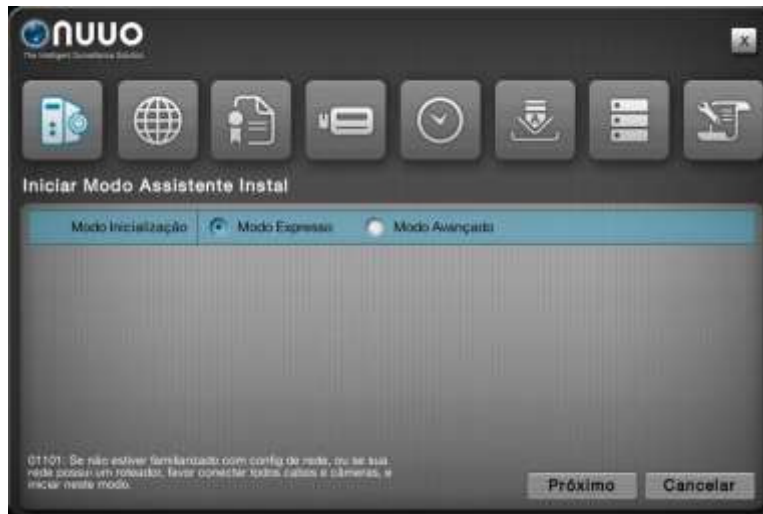 nuuo
The Intelligent Surveillance Solution
X
Iniciar Modo Assistente Instal
Modo Inicialização Modo Expresso Modo Avançado
01101: Se não estiver familiarizado com config de rede, ou se sua
rede possui um roteador, favor conectar todos cabos e câmeras, e
iniciar neste modo.
Próximo Cancelar